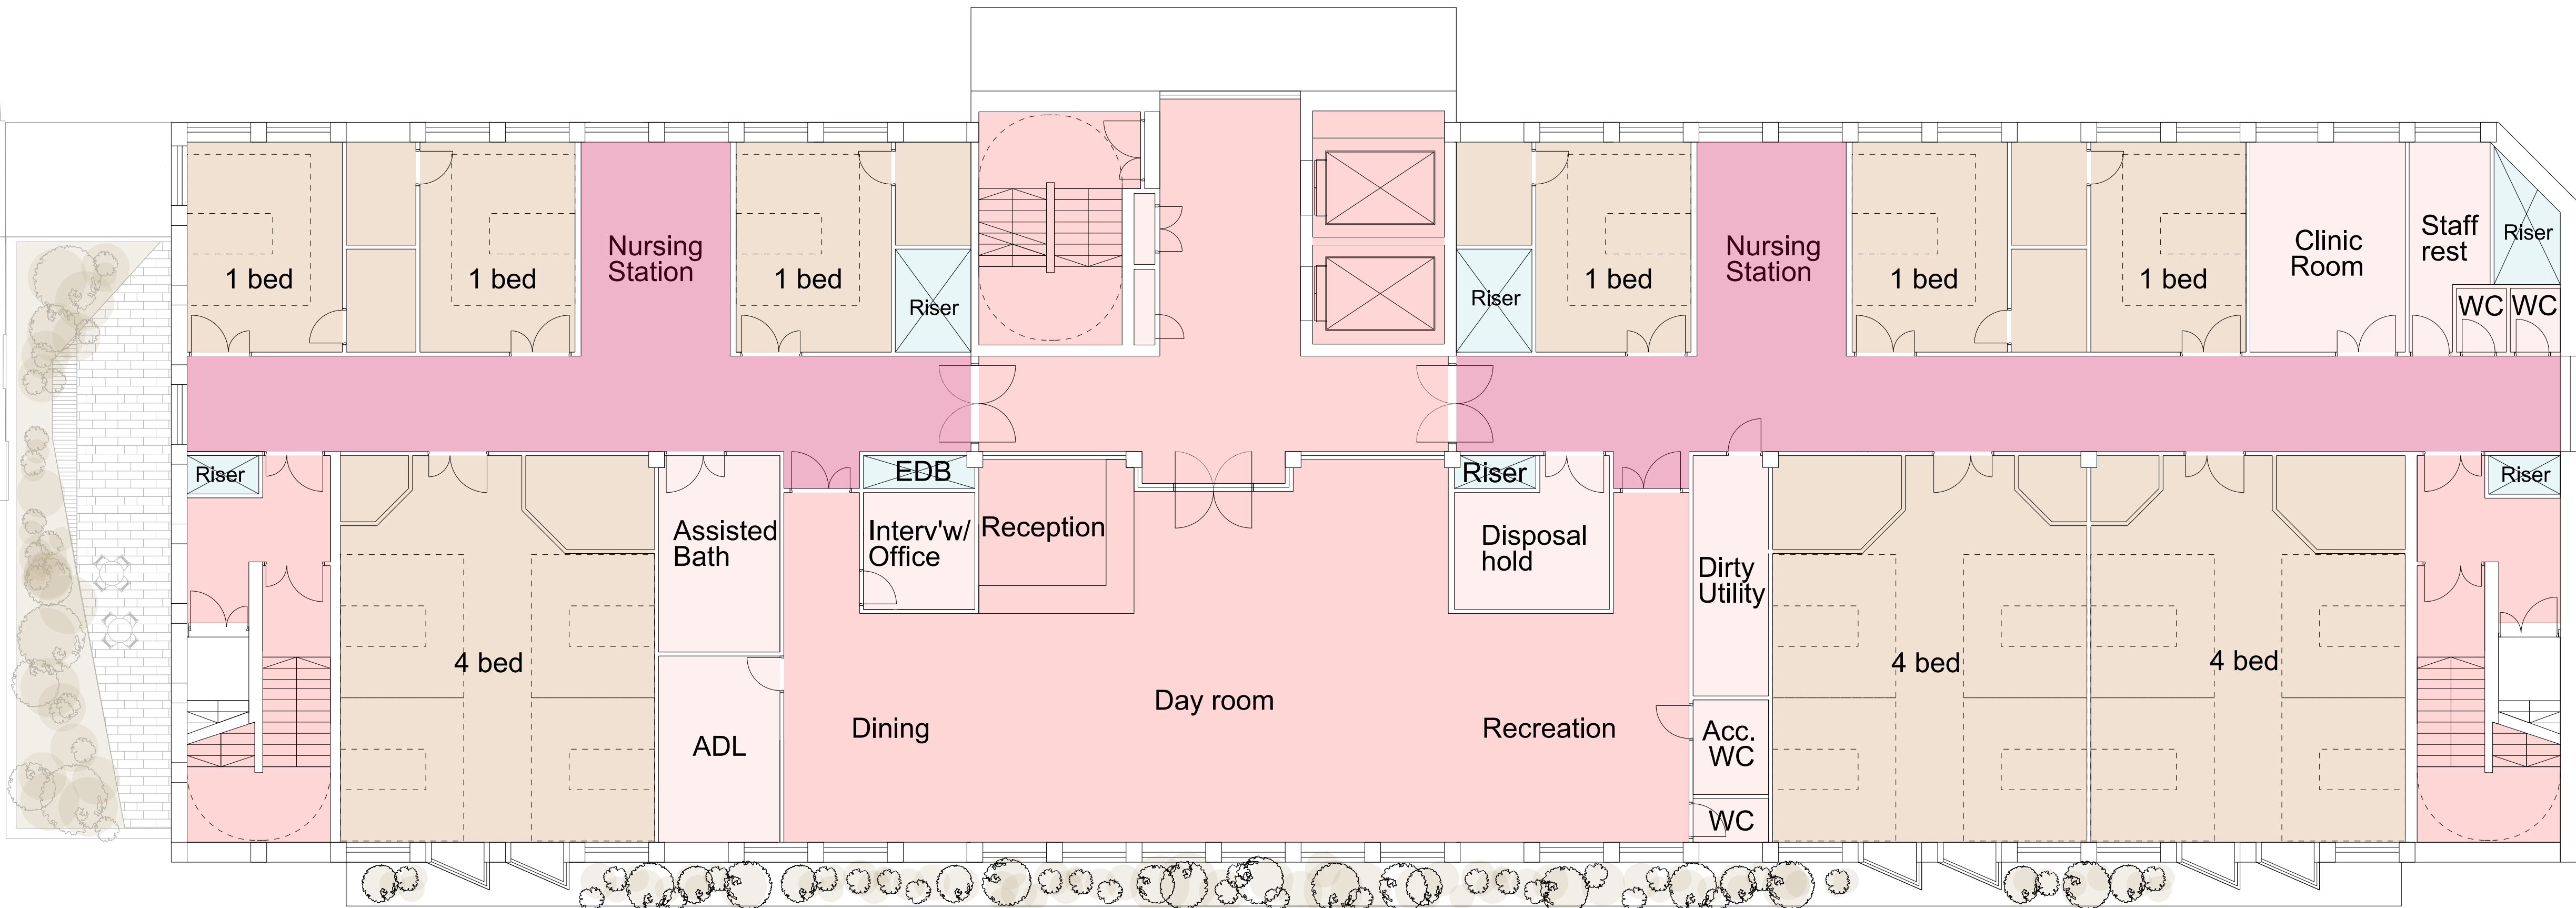 1 bed
1 bed
Nursing
Station
1 bed
Riser
Riser
1 bed
Nursing
Station
1 bed
1 bed
Clinic
Room
Staff
rest
Riser
WC
WC
Riser
4 bed
Assisted
Bath
ADL
EDB
Interv'w/
Office
Reception
Dining
Day room
Recreation
Riser
Disposal
hold
Dirty
Utility
Acc.
WC
WC
4 bed
4 bed
Riser